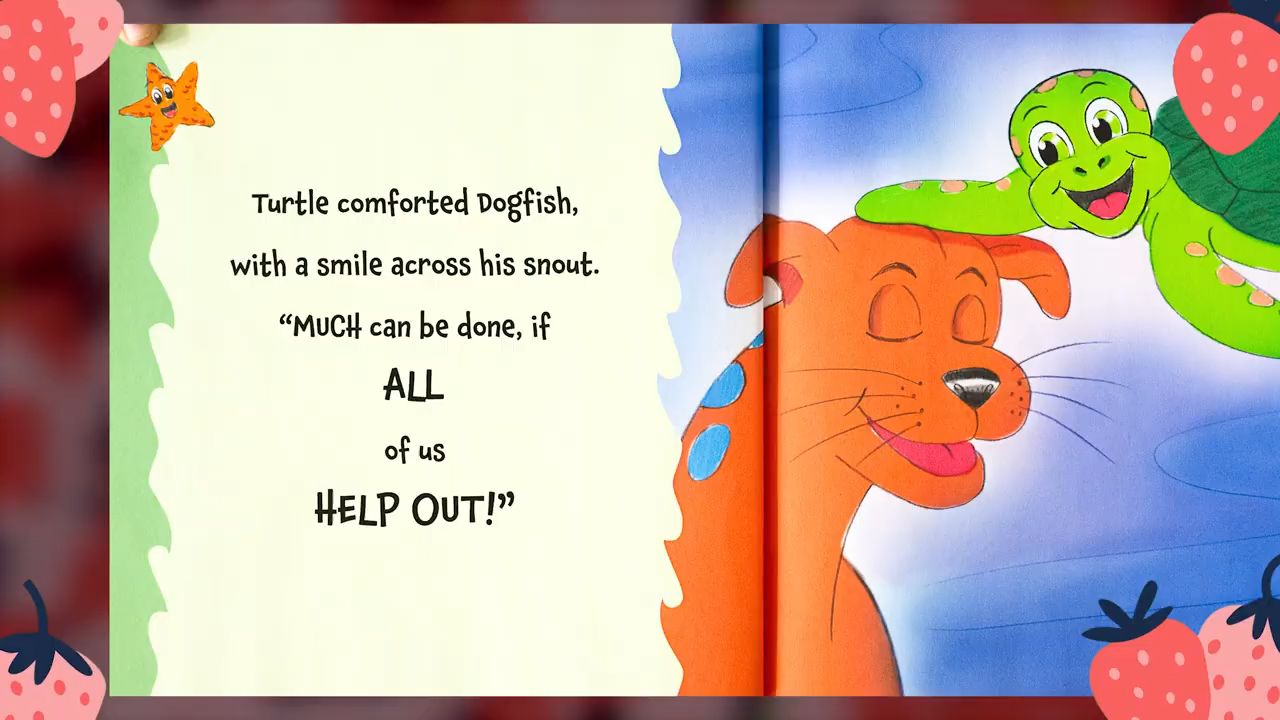 Turtle comforted Dogfish,
with a smile across his snout.
“MUCH can be done, if
ALL
of us
HELP OUT!”